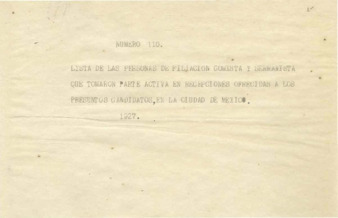 NUMERO 110.
LISTA DE LAS PERSONAS DE FILIACION GOMISTA Y SERRANISTA
QUE TOMARON PARTE ACTIVA EN RECEPCIONES OFRECIDAS A LOS
PRESUNTOS CANDIDATOS, EN LA CIUDAD DE MEXICO,
1927.